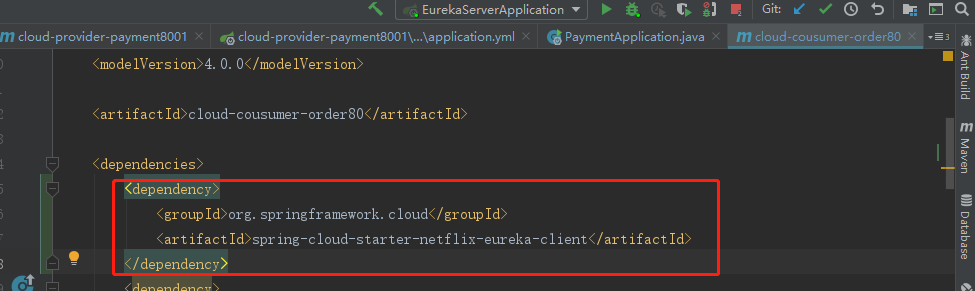 EurekaServerApplication
Git:
cloud-provider-payment8001
cloud-provider-payment8001\...\application.yml
PaymentApplication.java
cloud-cousumer-order80
<modelVersion>4.0.0</modelVersion>
<artifactId>cloud-cousumer-order80</artifactId>
<dependencies>
<dependency>
<groupId>org.springframework.cloud</groupId>
<artifactId>spring-cloud-starter-netflix-eureka-client</artifactId>
</dependency>
<dependency>
Ant Build
Maven
Database